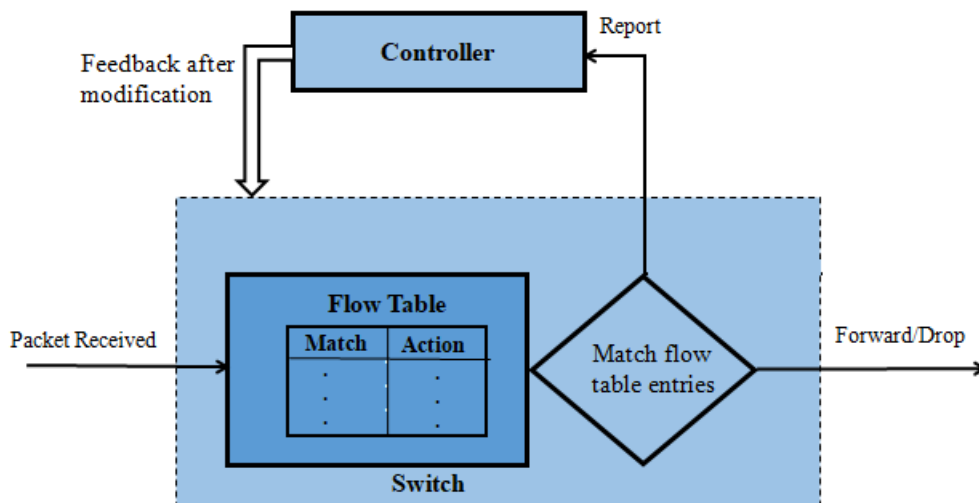 Report
Controller
Feedback after
modification
Flow Table
Match Action
Packet Received
Match flow
table entries
Forward/Drop
Switch